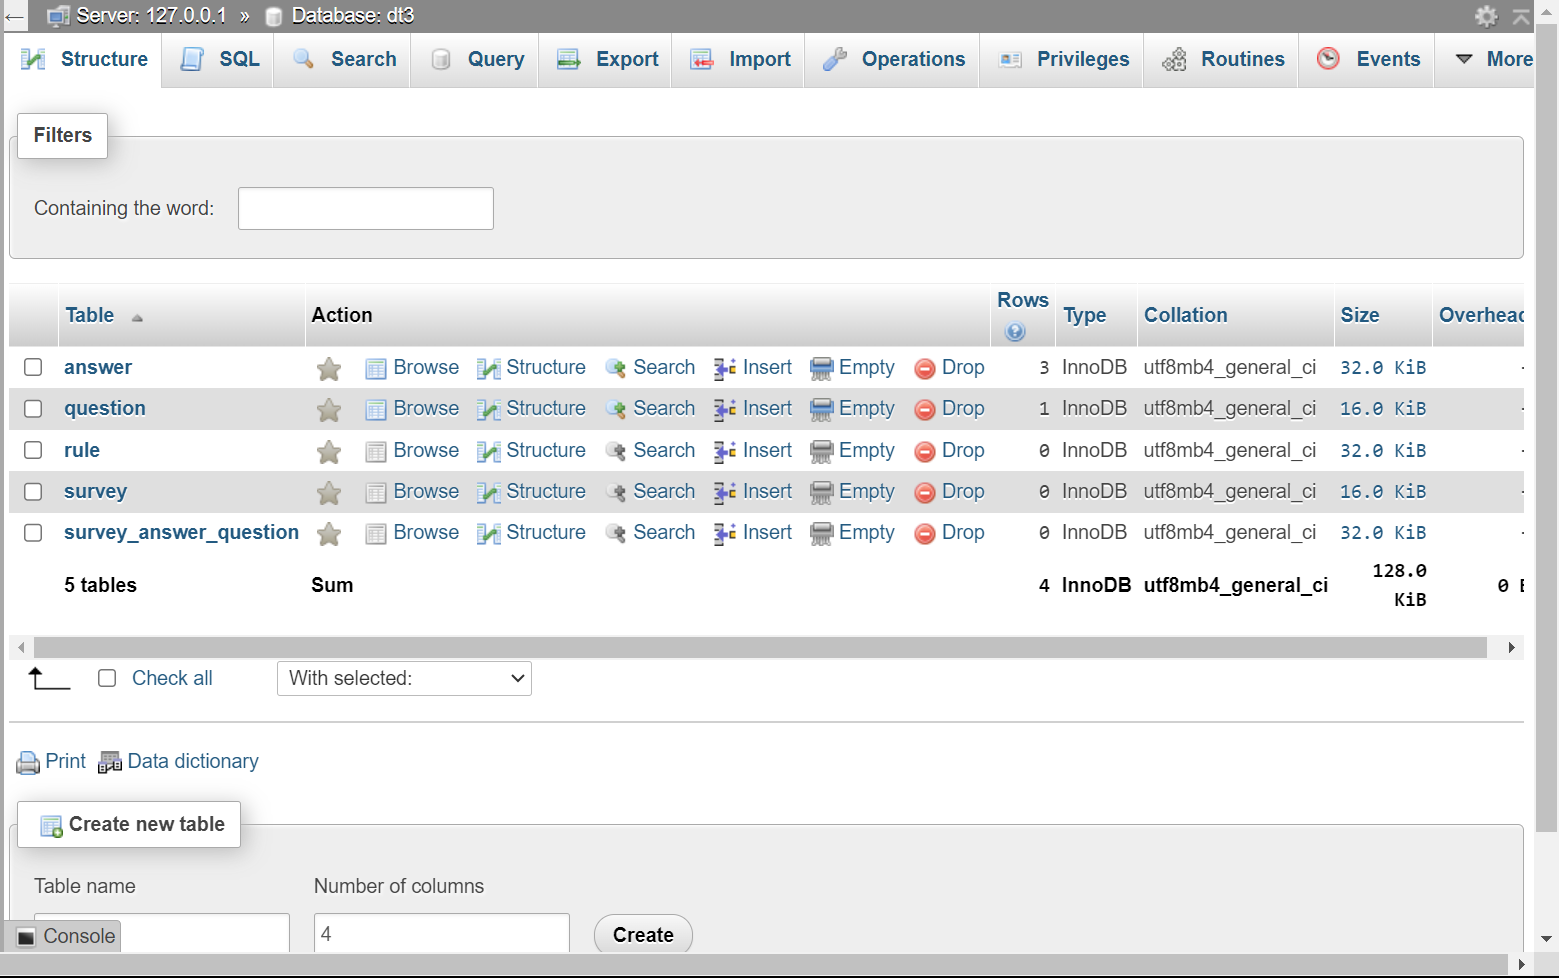 ← Server: 127.0.0.1 » Database: dt3
Structure SQL Search Query Export Import Operations Privileges Routines Events More
Filters
Containing the word:
Table Action Rows Type Collation Size Overhead
answer Browse Structure Search Insert Empty Drop 3 InnoDB utf8mb4_general_ci 32.0 KiB -
question Browse Structure Search Insert Empty Drop 1 InnoDB utf8mb4_general_ci 16.0 KiB -
rule Browse Structure Search Insert Empty Drop 0 InnoDB utf8mb4_general_ci 32.0 KiB -
survey Browse Structure Search Insert Empty Drop 0 InnoDB utf8mb4_general_ci 16.0 KiB -
survey_answer_question Browse Structure Search Insert Empty Drop 0 InnoDB utf8mb4_general_ci 32.0 KiB -
5 tables Sum 4 InnoDB utf8mb4_general_ci 128.0 KiB 0
Check all With selected:
Print Data dictionary
Create new table
Table name Number of columns
4 Create
Console